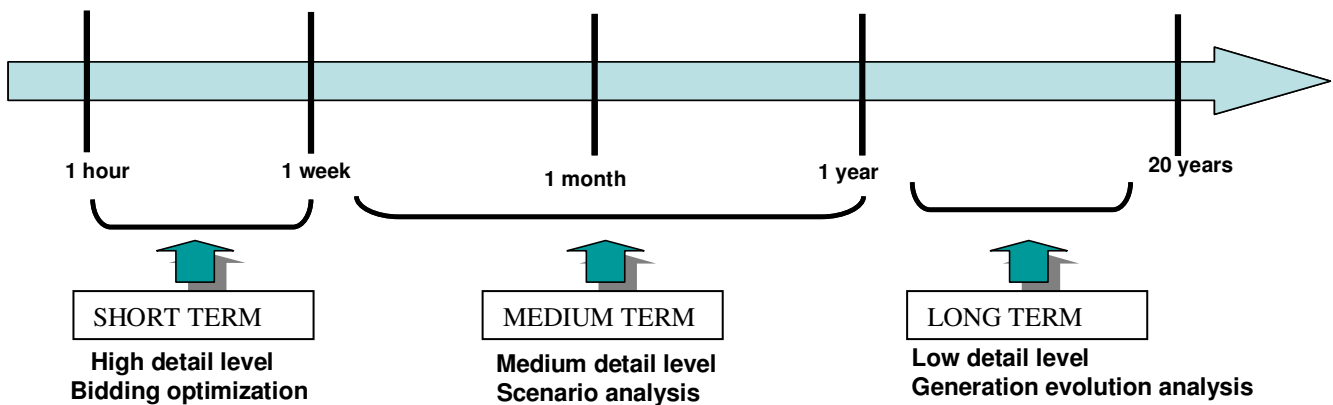 1 hour
1 week
1 month
1 year
20 years
SHORT TERM
High detail level
Bidding optimization
MEDIUM TERM
Medium detail level
Scenario analysis
LONG TERM
Low detail level
Generation evolution analysis